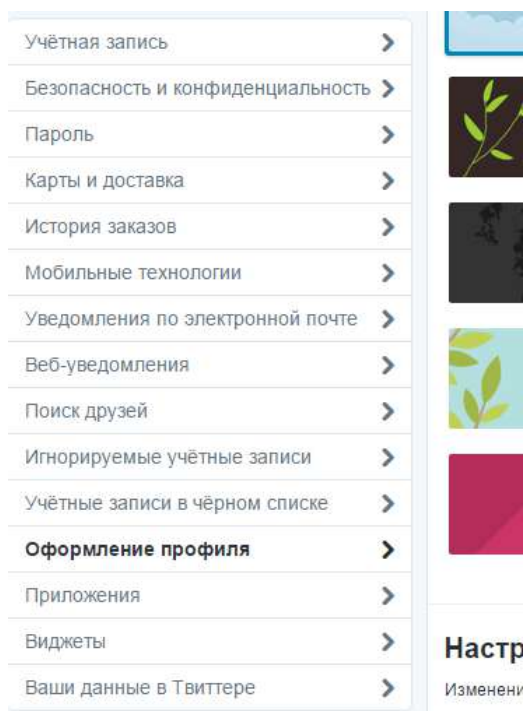 Учётная запись
Безопасность и конфиденциальность
Пароль
Карты и доставка
История заказов
Мобильные технологии
Уведомления по электронной почте
Веб-уведомления
Поиск друзей
Игнорируемые учётные записи
Учётные записи в чёрном списке
Оформление профиля
Приложения
Виджеты
Ваши данные в Твиттере